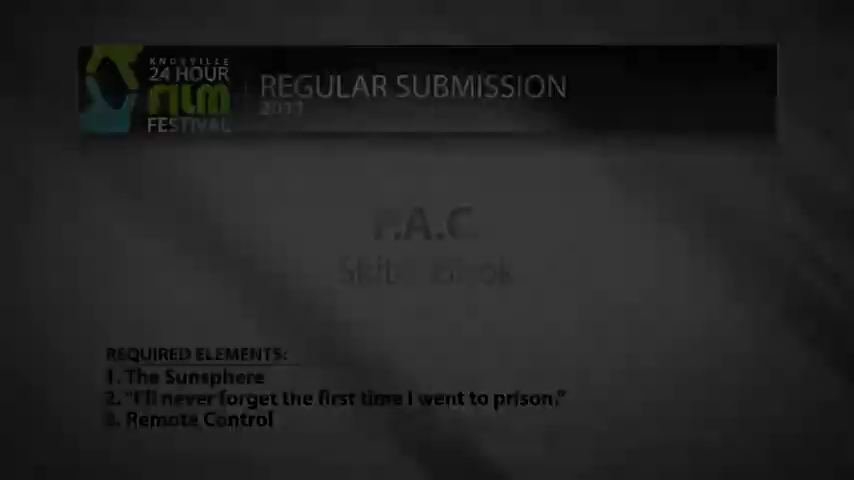 KNOXVILLE
24 HOUR
FILM
FESTIVAL
REGULAR SUBMISSION
2011
.A.C.
REQUIRED ELEMENTS:
1. The Sunsphere
2. "I'll never forget the first time I went to prison."
3. Remote Control